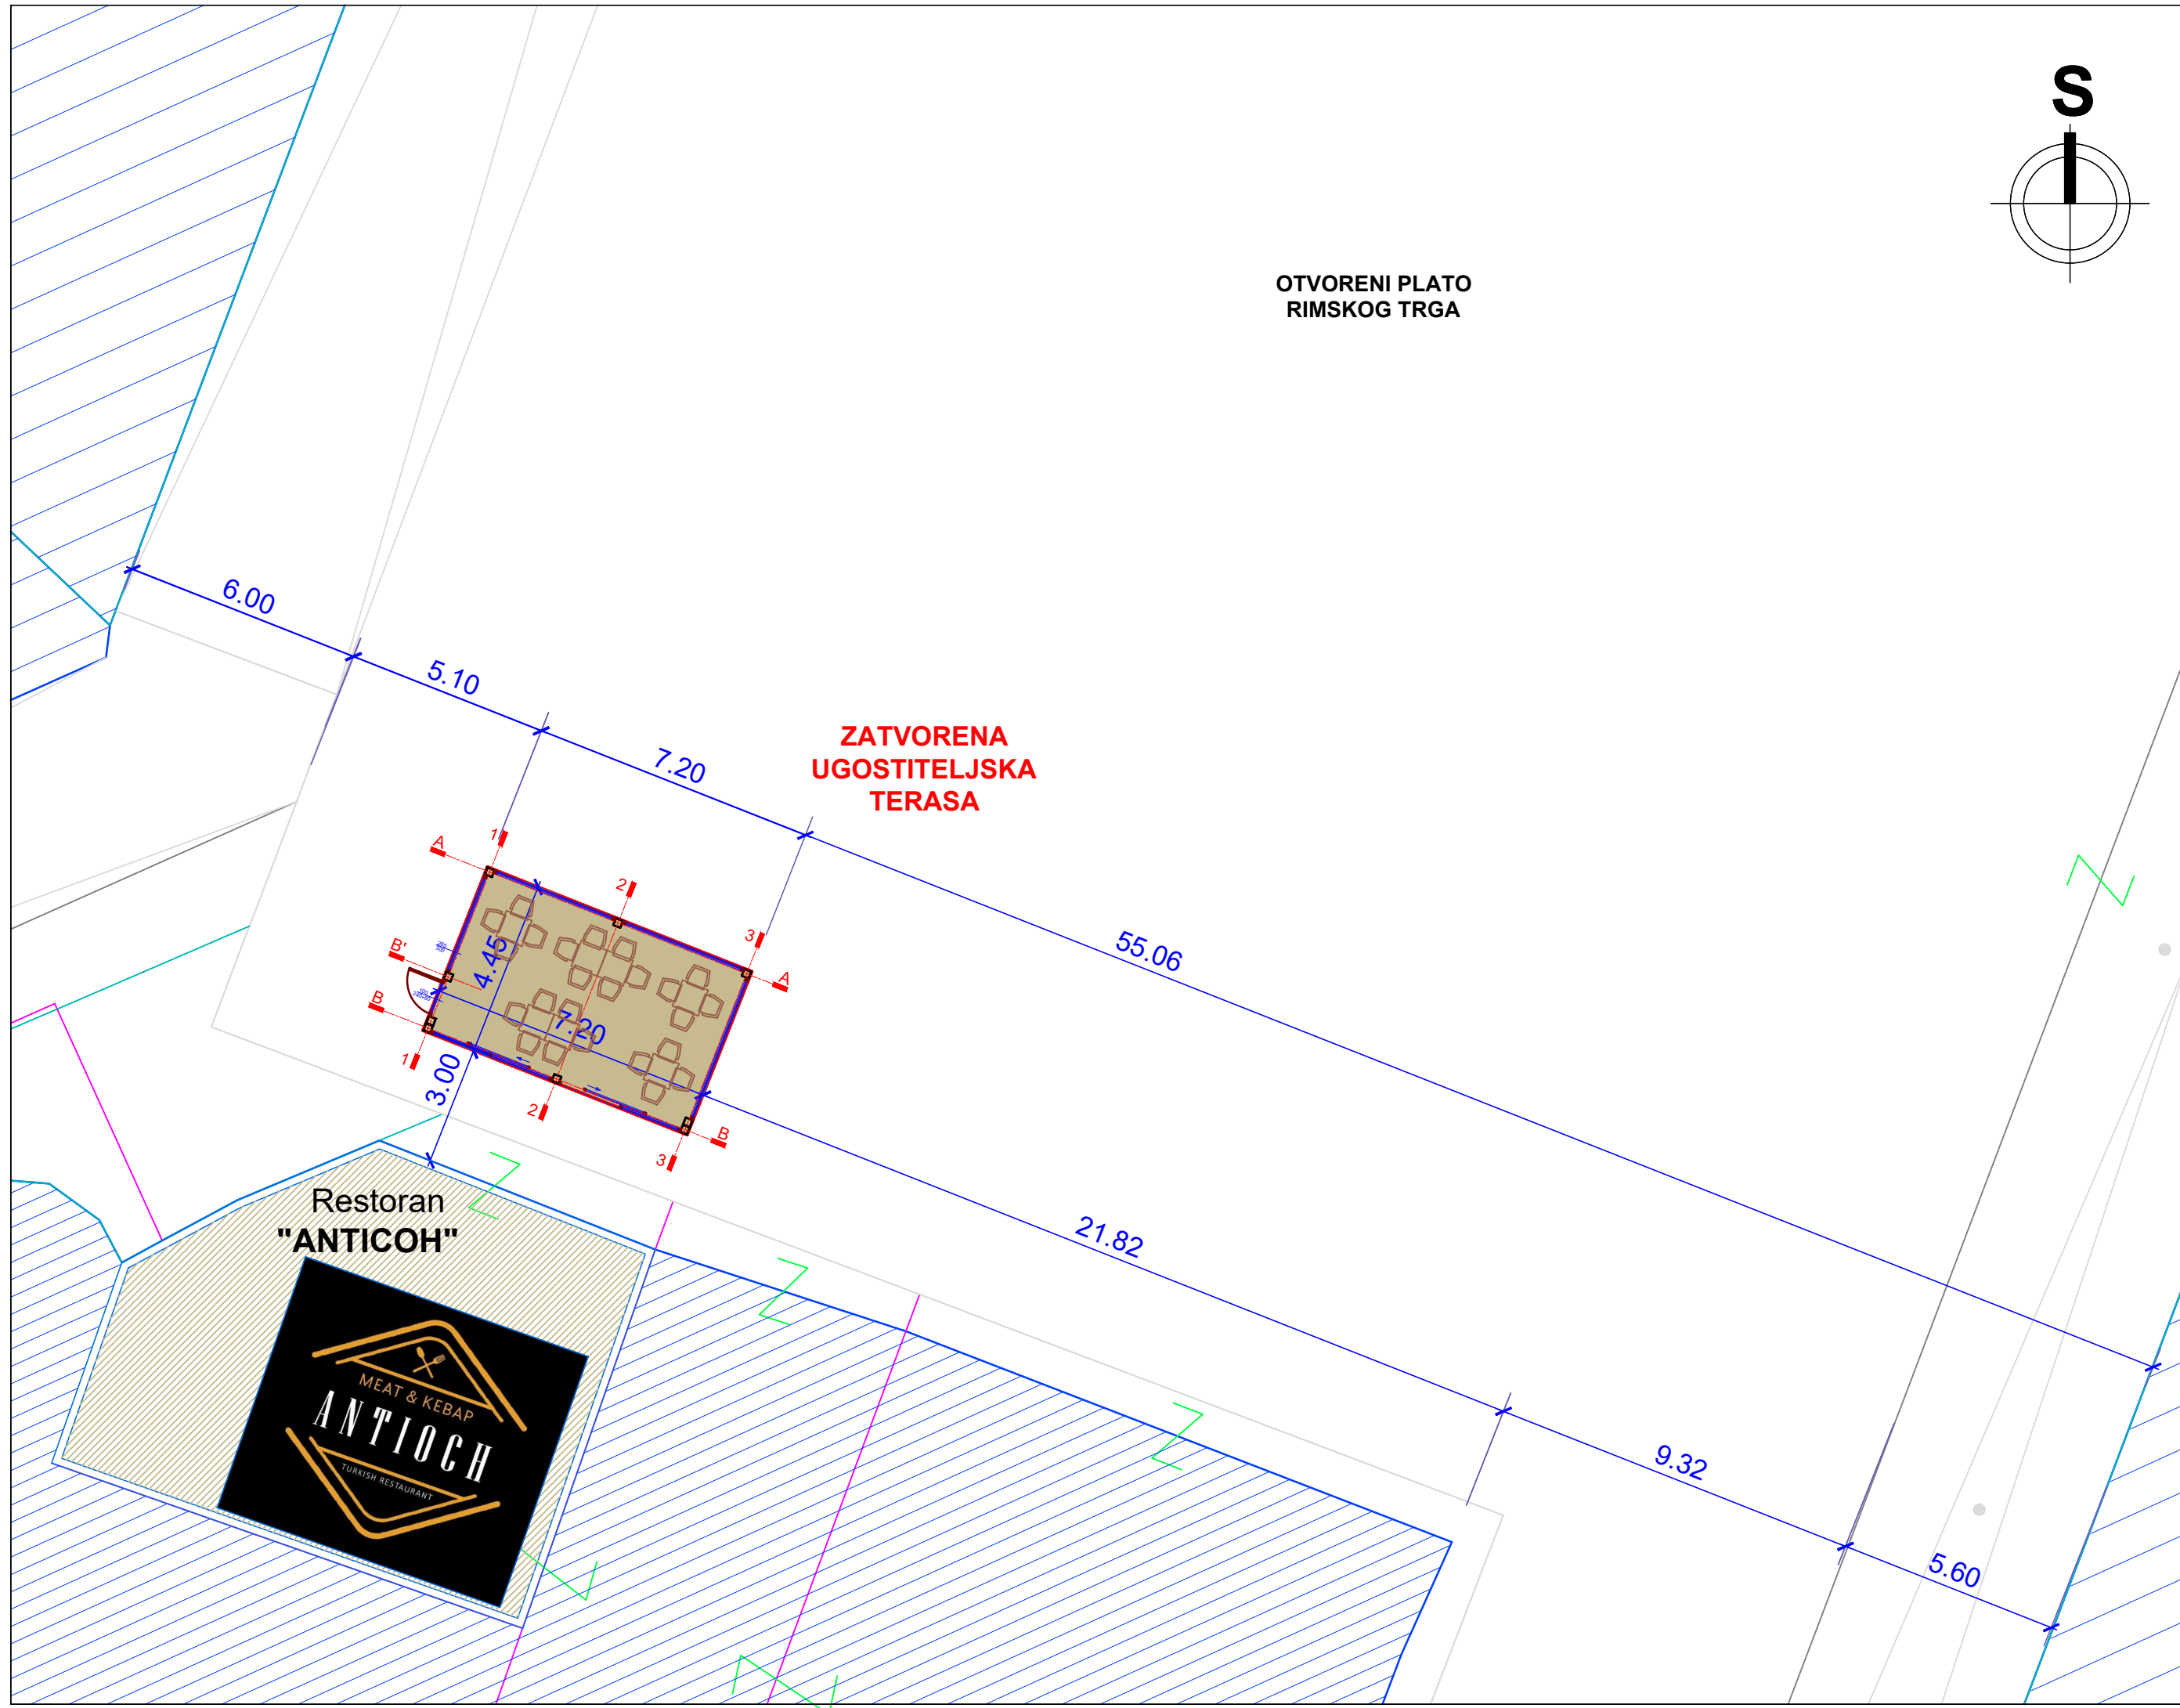 S
OTVORENI PLATO
RIMSKOG TRGA
6.00
5.10
7.20
ZATVORENA
UGOSTITELJSKA
TERASA
55.06
1
A
2
3
A
B'
B
4.45
7.20
1
3.00
2
B
3
21.82
9.32
5.60
Restoran
"ANTICOH"
MEAT & KEBAP
ANTIOCH
TURKISH RESTAURANT